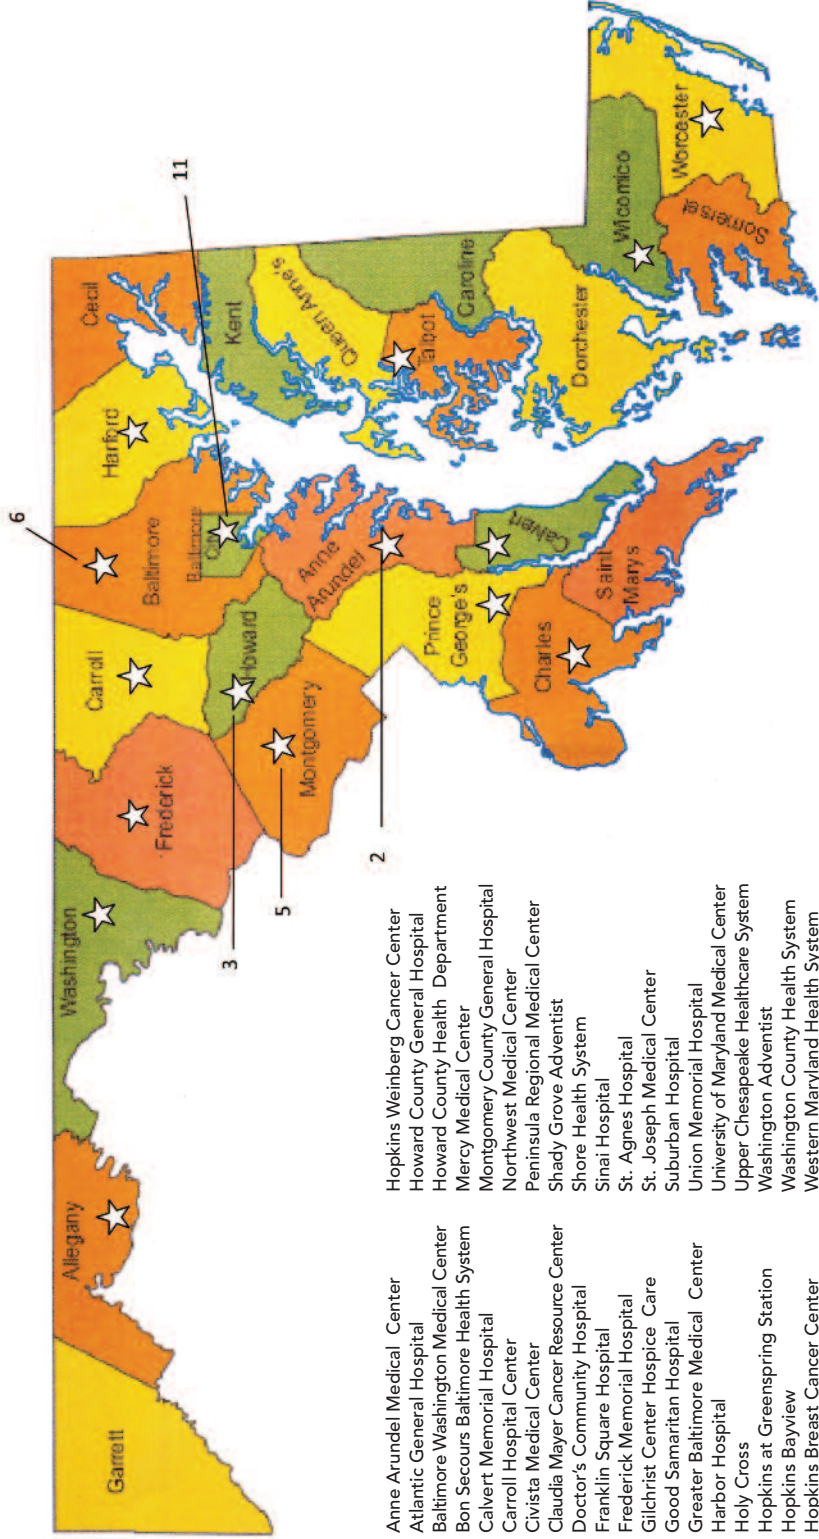 Garrett
Allegany
Washington
Frederick
Carroll
Baltimore
Baltimore
City
Harford
Cecil
Kent
Queen Anne's
Caroline
Talbot
Dorchester
Wicomico
Worcester
Somerset
Howard
Montgomery
Anne
Arundel
Prince
George's
Calvert
Charles
Saint
Marys
6
11
3
5
2
Anne Arundel Medical Center
Atlantic General Hospital
Baltimore Washington Medical Center
Bon Secours Baltimore Health System
Calvert Memorial Hospital
Carroll Hospital Center
Civista Medical Center
Claudia Mayer Cancer Resource Center
Doctor's Community Hospital
Franklin Square Hospital
Frederick Memorial Hospital
Gilchrist Center Hospice Care
Good Samaritan Hospital
Greater Baltimore Medical Center
Harbor Hospital
Holy Cross
Hopkins at Greenspring Station
Hopkins Bayview
Hopkins Breast Cancer Center
Hopkins Weinberg Cancer Center
Howard County General Hospital
Howard County Health Department
Mercy Medical Center
Montgomery County General Hospital
Northwest Medical Center
Peninsula Regional Medical Center
Shady Grove Adventist
Shore Health System
Sinai Hospital
St. Agnes Hospital
St. Joseph Medical Center
Suburban Hospital
Union Memorial Hospital
University of Maryland Medical Center
Upper Chesapeake Healthcare System
Washington Adventist
Washington County Health System
Western Maryland Health System